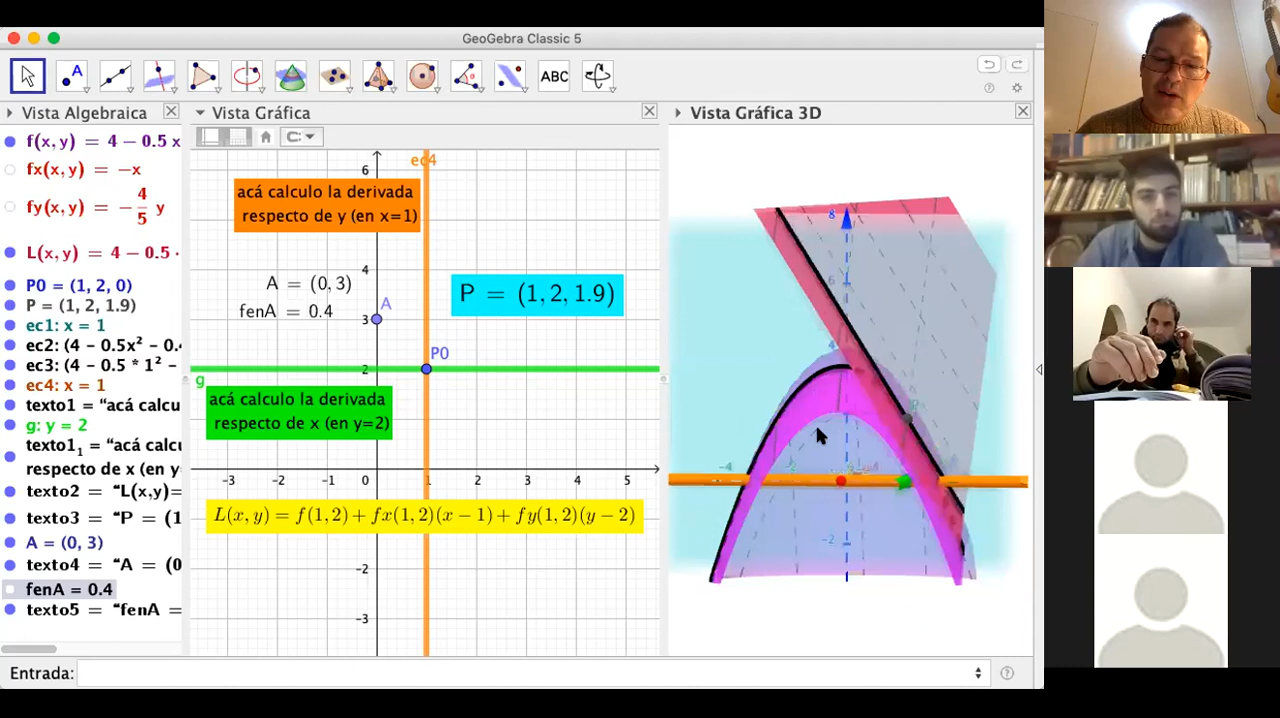 GeoGebra Classic 5
ABC
Vista Algebraica
f(x, y) = 4 − 0.5 x
fx(x, y) = −x
fy(x, y) = − 4/5 y
L(x, y) = 4 − 0.5 ·
P0 = (1, 2, 0)
P = (1, 2, 1.9)
ec1: x = 1
ec2: (4 − 0.5x² − 0.4
ec3: (4 − 0.5 * 1²
ec4: x = 1
texto1 = “acá calcu
g: y = 2
texto1₁ = “acá calcu
respecto de x (en y=
texto2 = “L(x,y)=
texto3 = “P = (1
A = (0, 3)
texto4 = “A = (0
fenA = 0.4
texto5 = “fenA =
Vista Gráfica
ec4
6
acá calculo la derivada
respecto de y (en x=1)
4
A = (0, 3)
fenA = 0.4
A
3
P = (1, 2, 1.9)
P0
2
g
acá calculo la derivada
respecto de x (en y=2)
-3 -2 -1 0 1 2 3 4 5
L(x, y) = f(1, 2) + fx(1, 2)(x − 1) + fy(1, 2)(y − 2)
−2
−3
Vista Gráfica 3D
8
6
4
P
-4
-2
−2
Entrada: